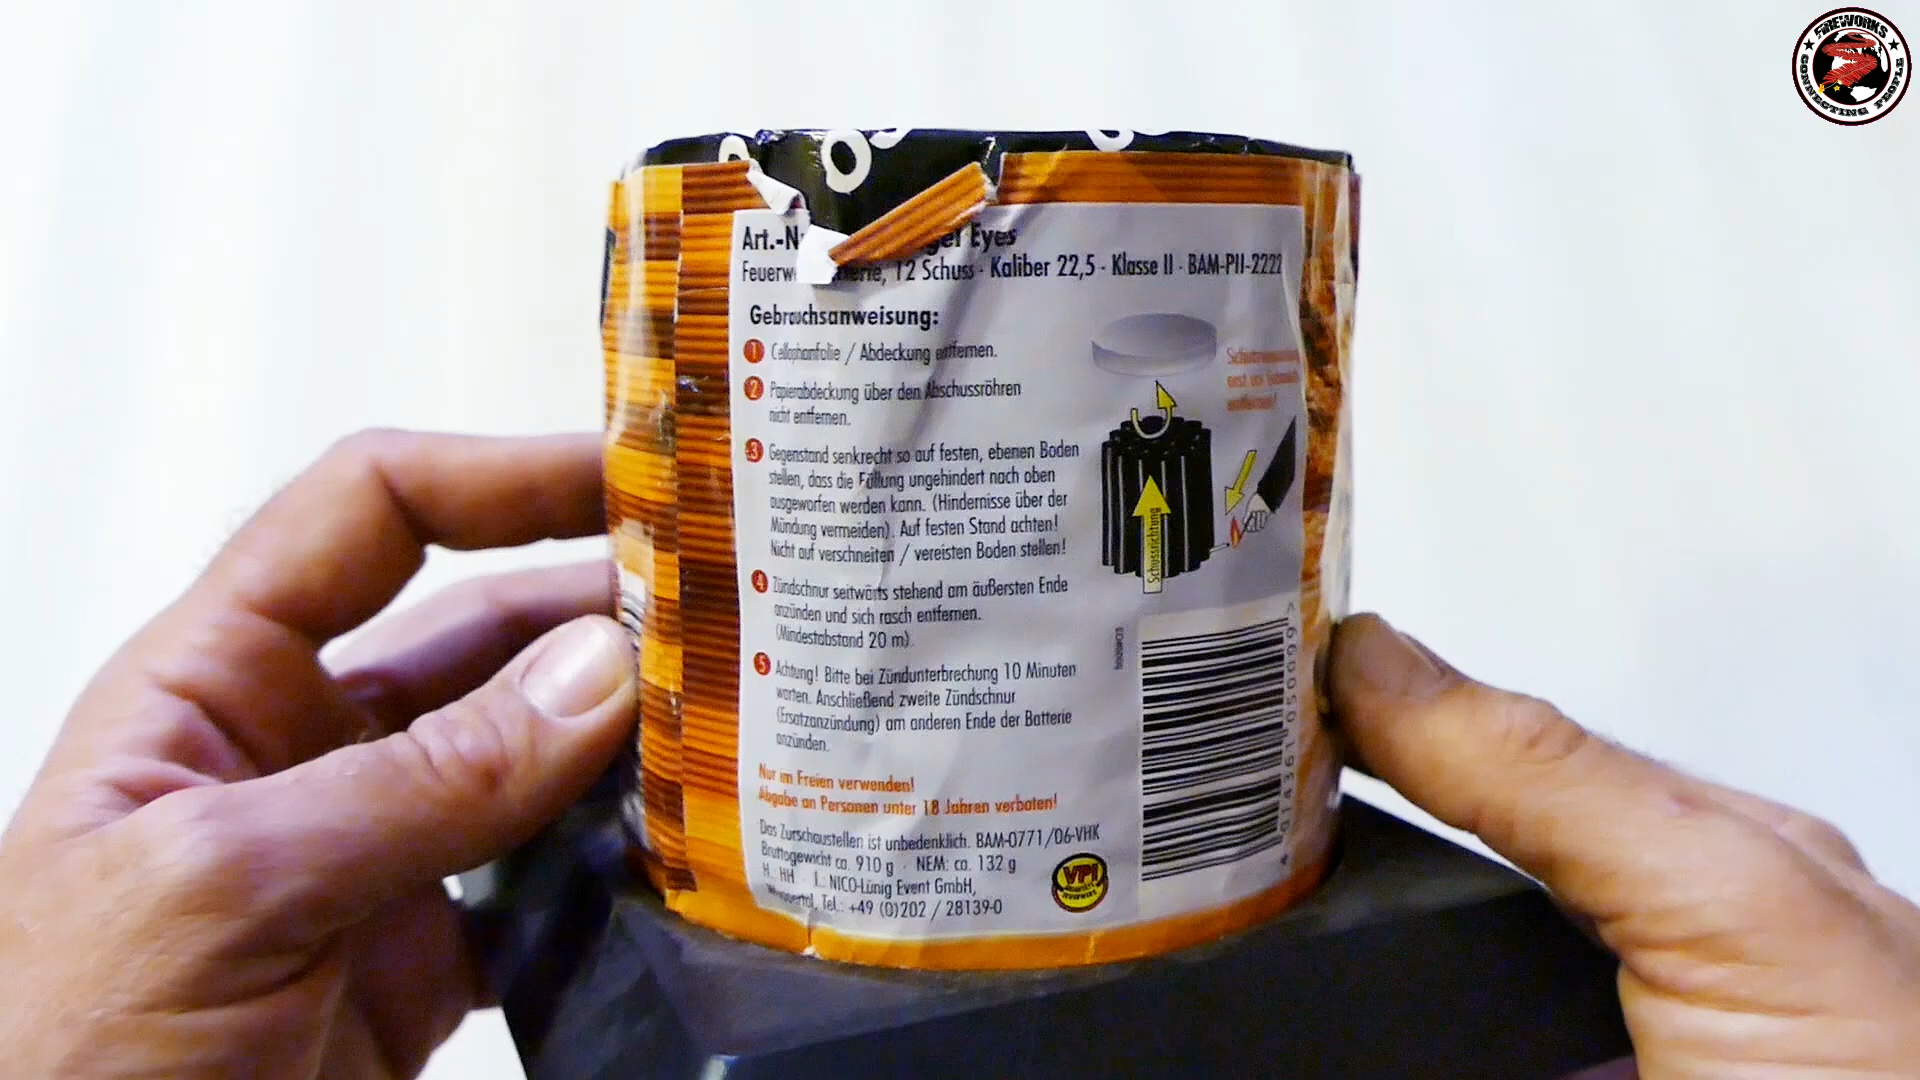 FIREWORKS
CONNECTING PEOPLE
Art.-N Eyes
Feuerw 12 Schuss · Kaliber 22,5 · Klasse II · BAM-PII-2222
Gebrauchsanweisung:
1 Cellophanfolie / Abdeckung entfernen.
2 Papierabdeckung über den Abschussröhren
nicht entfernen.
3 Gegenstand senkrecht so auf festen, ebenen Boden
stellen, dass die Füllung ungehindert nach oben
ausgeworfen werden kann. (Hindernisse über der
Mündung vermeiden). Auf festen Stand achten!
Nicht auf verschneiten / vereisten Boden stellen!
4 Zündschnur seitwärts stehend am äußersten Ende
anzünden und sich rasch entfernen.
(Mindestabstand 20 m).
5 Achtung! Bitte bei Zündunterbrechung 10 Minuten
warten. Anschließend zweite Zündschnur
(Ersatzanzündung) am anderen Ende der Batterie
anzünden.
Nur im Freien verwenden!
Abgabe an Personen unter 18 Jahren verboten!
Das Zurschaustellen ist unbedenklich. BAM-0771/06-VHK
Bruttogewicht ca. 910 g · NEM: ca. 132 g
NICO-Lünig Event GmbH,
Tel.: +49 (0)202 / 28139-0
VPI
Schussrichtung
4 014361 050099 >